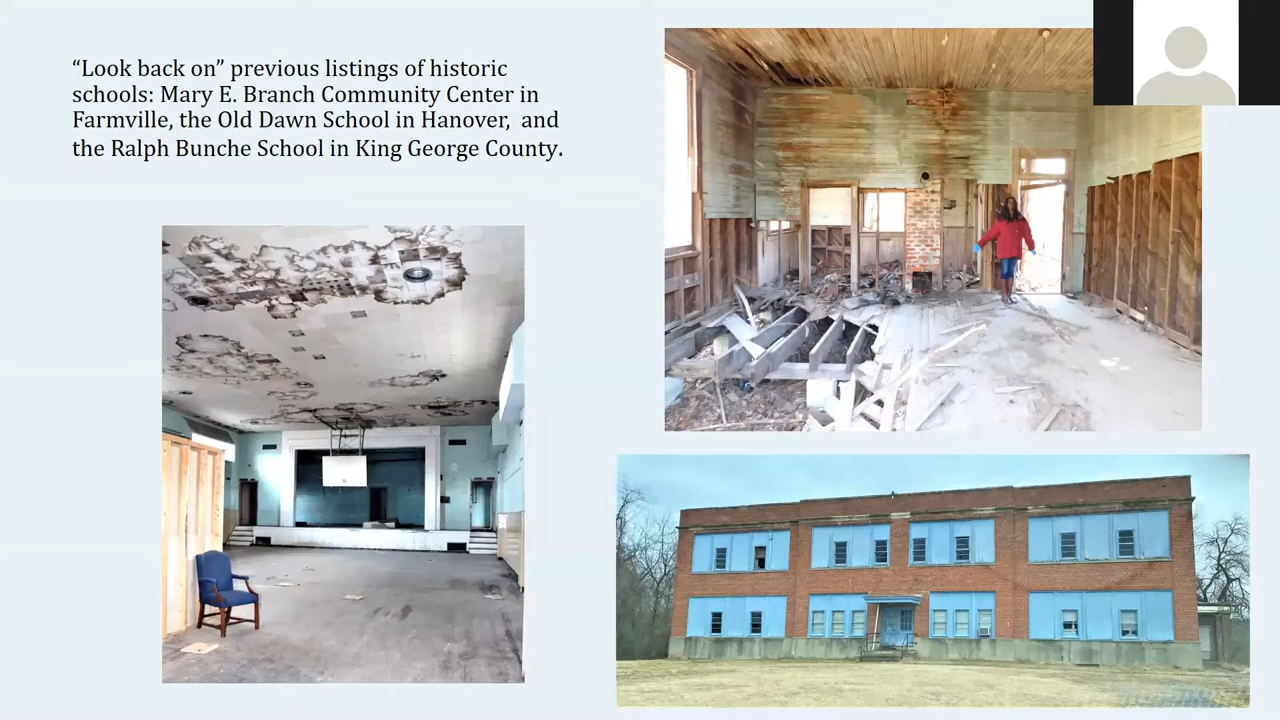 “Look back on” previous listings of historic
schools: Mary E. Branch Community Center in
Farmville, the Old Dawn School in Hanover,  and
the Ralph Bunche School in King George County.